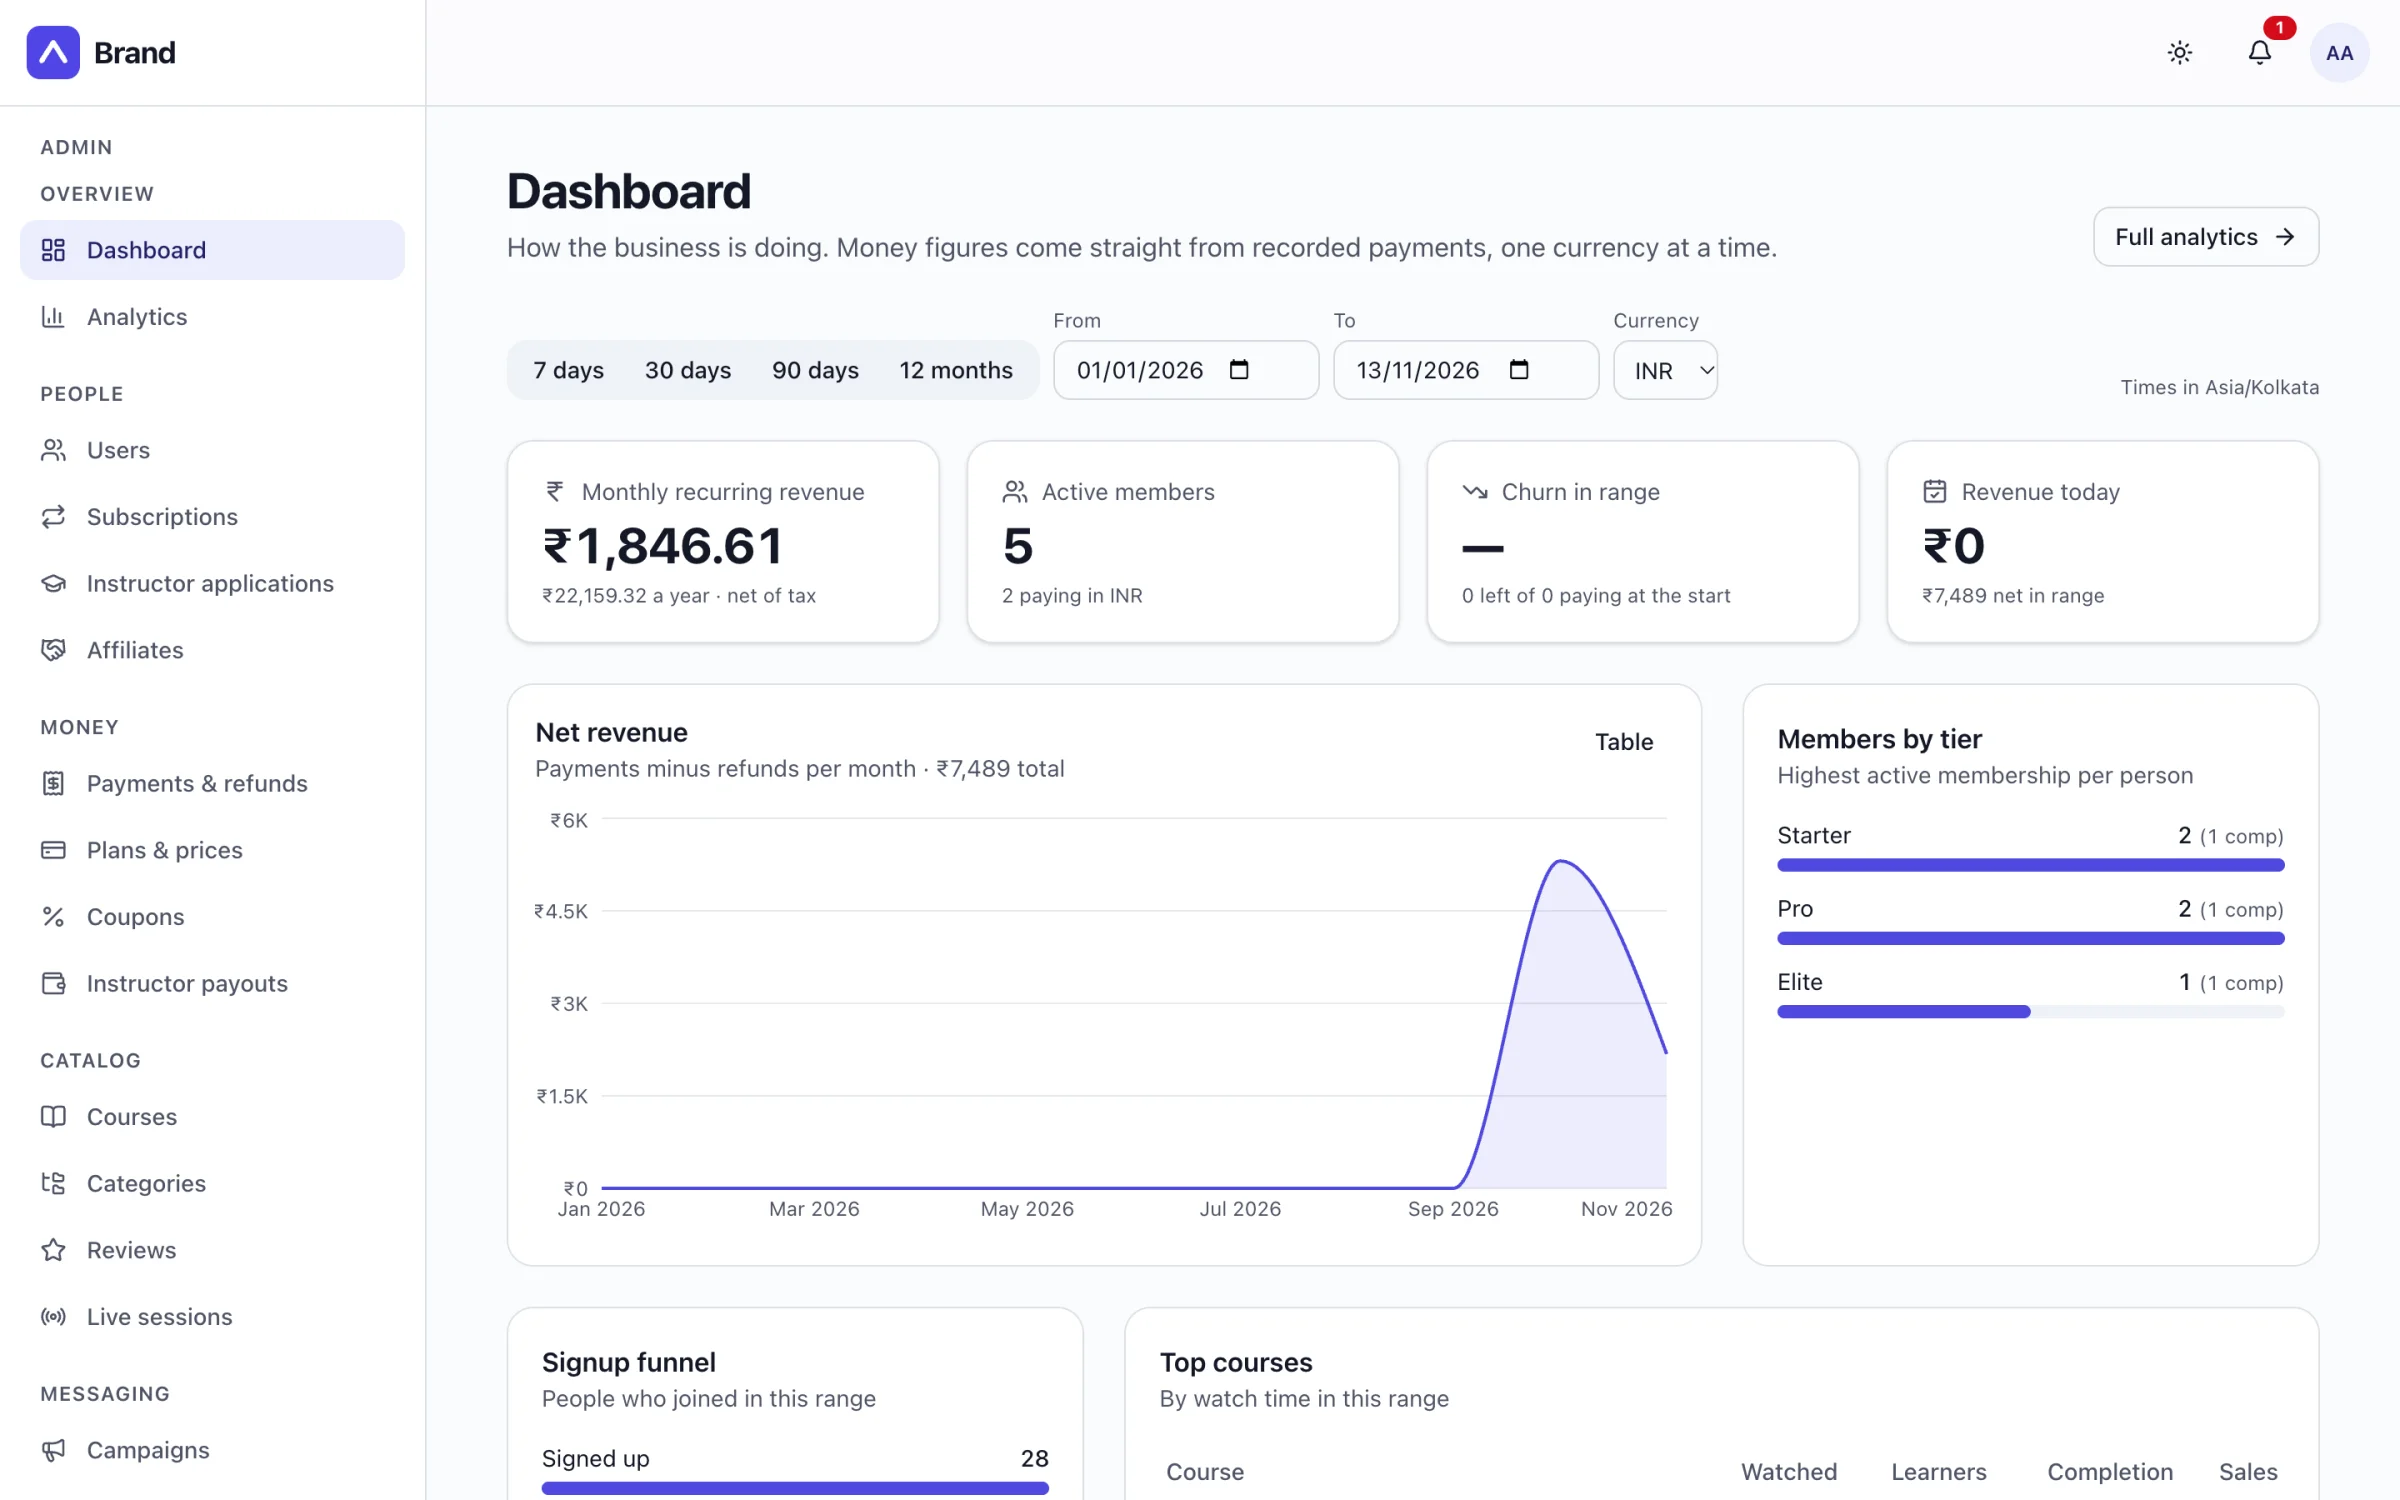 Brand
1
AA
ADMIN
OVERVIEW
Dashboard
Analytics
PEOPLE
Users
Subscriptions
Instructor applications
Affiliates
MONEY
Payments & refunds
Plans & prices
Coupons
Instructor payouts
CATALOG
Courses
Categories
Reviews
Live sessions
MESSAGING
Campaigns
Dashboard
How the business is doing. Money figures come straight from recorded payments, one currency at a time.
Full analytics
7 days 30 days 90 days 12 months
From
01/01/2026
To
13/11/2026
Currency
INR
Times in Asia/Kolkata
Monthly recurring revenue
₹1,846.61
₹22,159.32 a year · net of tax
Active members
5
2 paying in INR
Churn in range
—
0 left of 0 paying at the start
Revenue today
₹0
₹7,489 net in range
Net revenue
Payments minus refunds per month · ₹7,489 total
Table
₹6K
₹4.5K
₹3K
₹1.5K
₹0
Jan 2026 Mar 2026 May 2026 Jul 2026 Sep 2026 Nov 2026
Members by tier
Highest active membership per person
Starter 2 (1 comp)
Pro 2 (1 comp)
Elite 1 (1 comp)
Signup funnel
People who joined in this range
Signed up 28
Top courses
By watch time in this range
Course Watched Learners Completion Sales